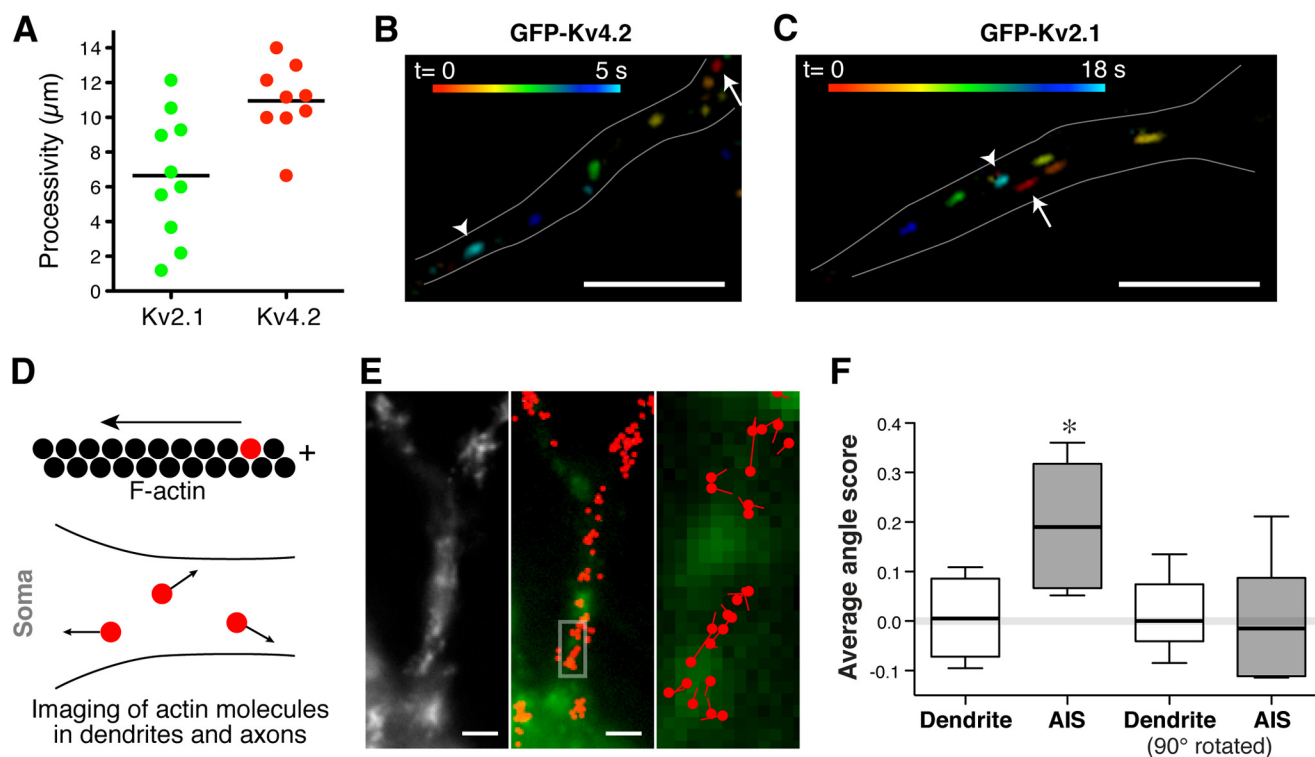 A
Processivity (µm)
14
12
10
8
6
4
2
0
Kv2.1
Kv4.2
B
GFP-Kv4.2
t= 0
5 s
C
GFP-Kv2.1
t= 0
18 s
D
+
F-actin
Soma
Imaging of actin molecules
in dendrites and axons
E
F
Average angle score
0.4
0.3
0.2
0.1
0.0
-0.1
*
Dendrite
AIS
Dendrite
AIS
(90° rotated)